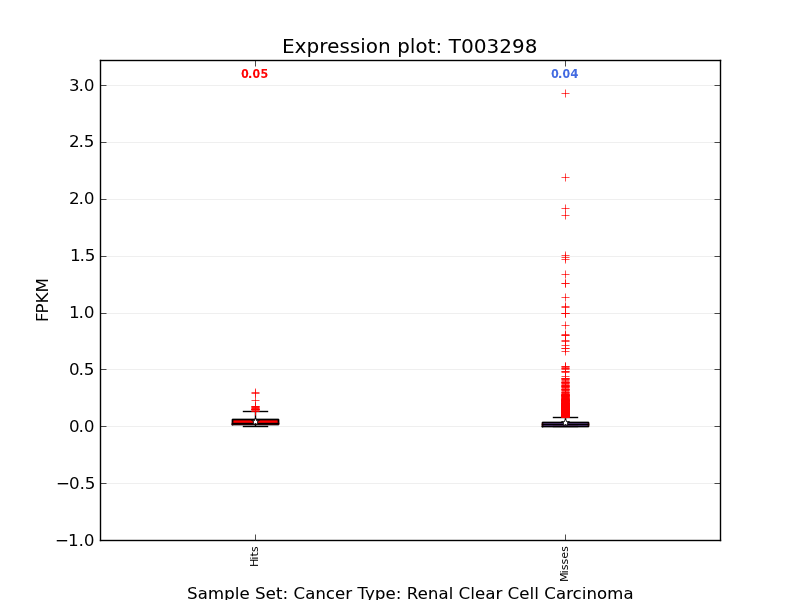 Expression plot: T003298
0.05 0.04
3.0
2.5
2.0
1.5
1.0
0.5
0.0
−0.5
−1.0
FPKM
Hits Misses
Sample Set: Cancer Type: Renal Clear Cell Carcinoma